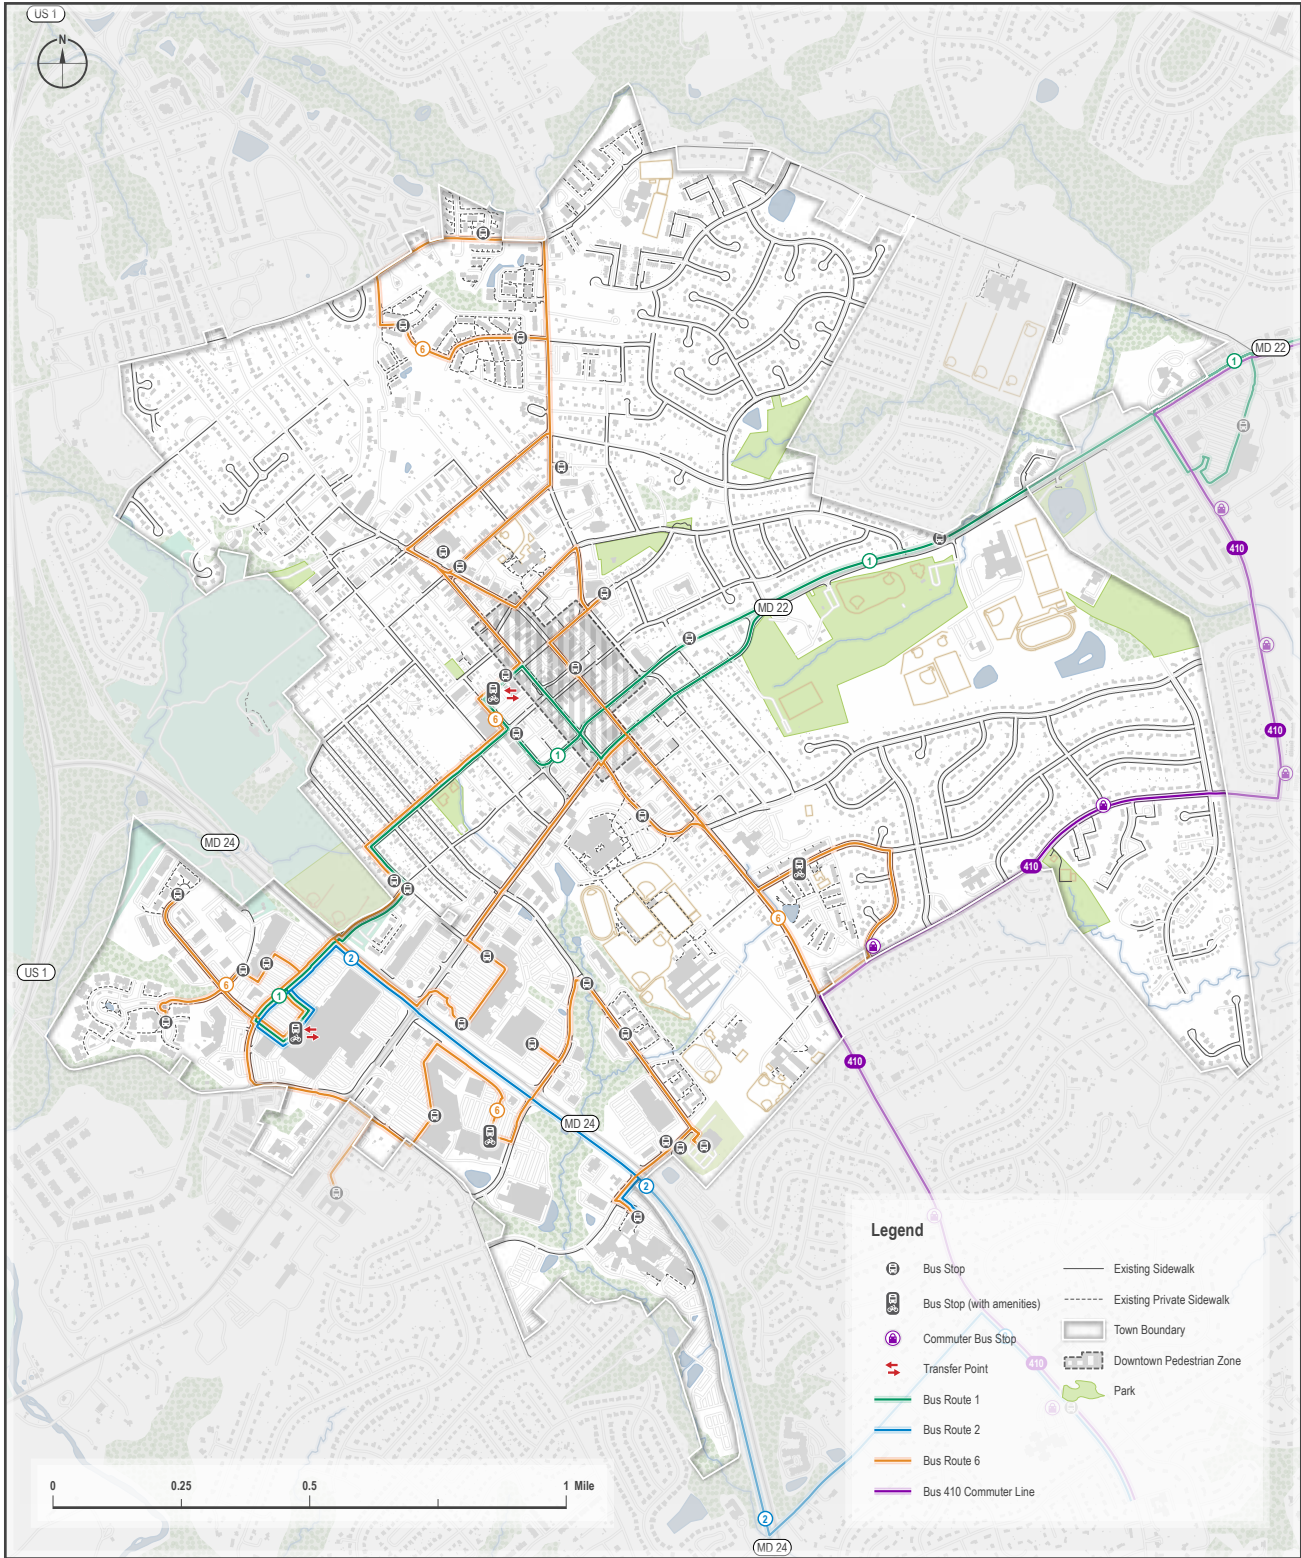 US 1
N
6
1
MD 22
410
1
MD 22
410
6
1
MD 24
410
6
US 1
2
6
1
410
6
MD 24
2
Legend
Bus Stop
Existing Sidewalk
Bus Stop (with amenities)
Existing Private Sidewalk
Commuter Bus Stop
Town Boundary
Transfer Point
Downtown Pedestrian Zone
410
Bus Route 1
Park
Bus Route 2
Bus Route 6
Bus 410 Commuter Line
0 0.25 0.5 1 Mile
2
MD 24